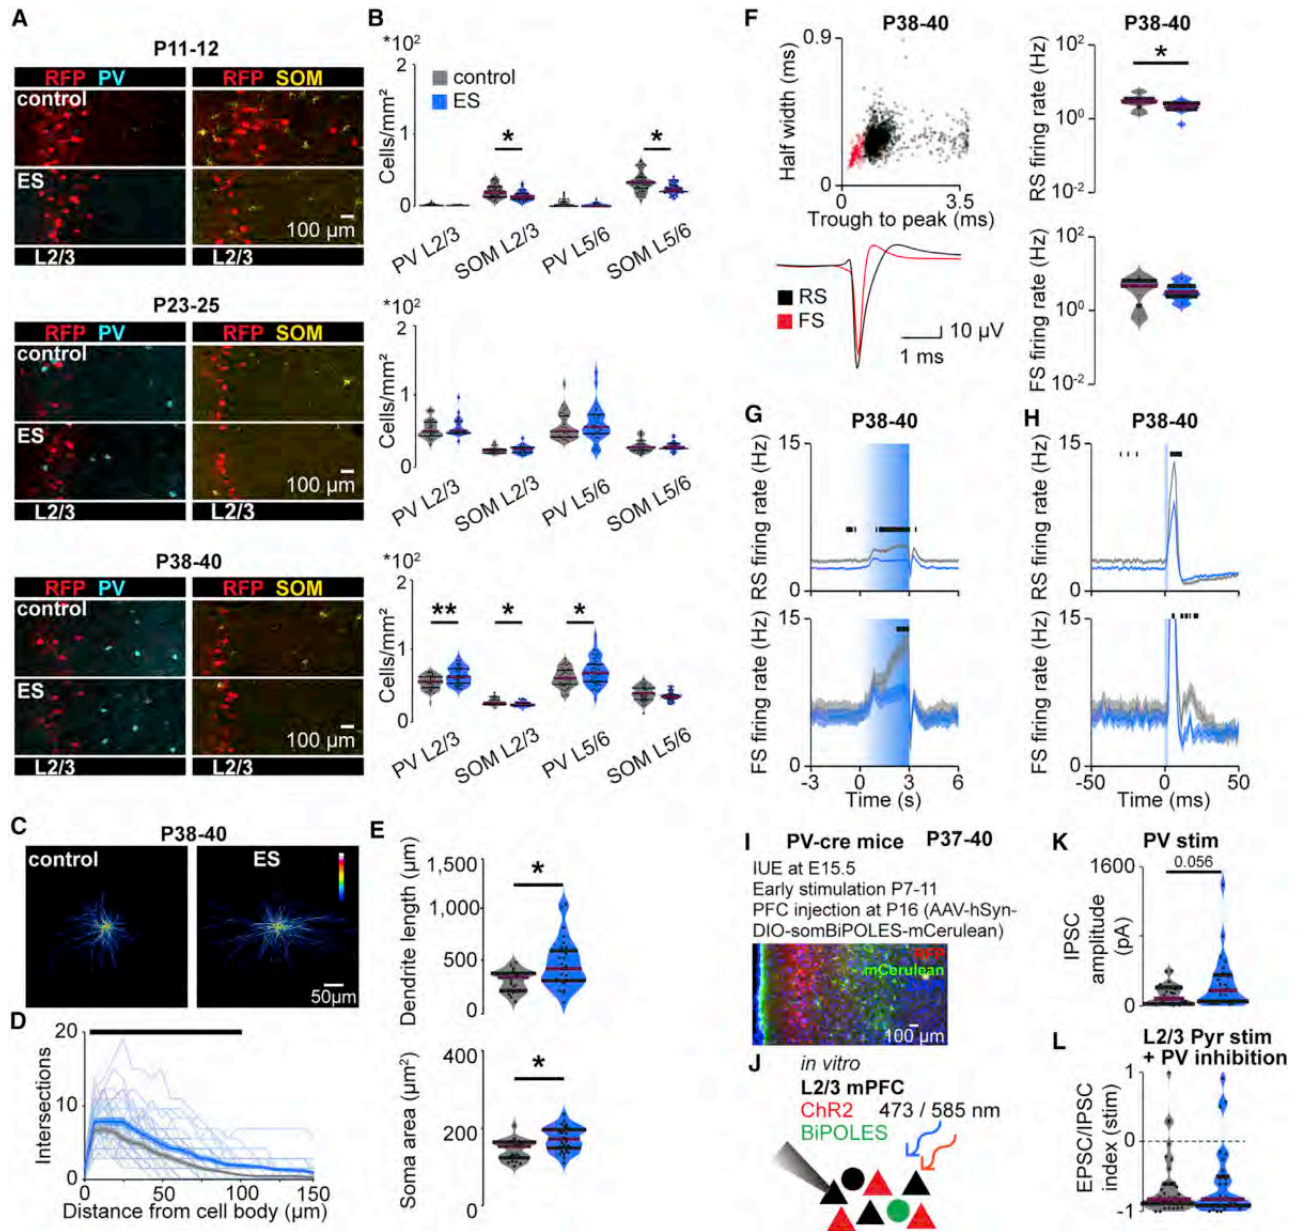 A
P11-12
RFP PV
RFP SOM
control
ES
100 µm
L2/3
L2/3
P23-25
RFP PV
RFP SOM
control
ES
100 µm
L2/3
L2/3
P38-40
RFP PV
RFP SOM
control
ES
100 µm
L2/3
L2/3
B
*10²
2
control
ES
Cells/mm²
1
*
*
0
PV L2/3
SOM L2/3
PV L5/6
SOM L5/6
*10²
2
Cells/mm²
1
0
PV L2/3
SOM L2/3
PV L5/6
SOM L5/6
*10²
2
Cells/mm²
1
**
*
*
0
PV L2/3
SOM L2/3
PV L5/6
SOM L5/6
C
P38-40
control
ES
50µm
D
20
Intersections
10
0
0
50
100
150
Distance from cell body (µm)
E
Dendrite length (µm)
1,500
1,000
500
0
*
Soma area (µm²)
400
200
0
*
F
P38-40
Half width (ms)
0.9
0
0
3.5
Trough to peak (ms)
RS
FS
10 µV
1 ms
P38-40
RS firing rate (Hz)
10²
10⁰
10⁻²
*
FS firing rate (Hz)
10²
10⁰
10⁻²
G
P38-40
RS firing rate (Hz)
15
0
FS firing rate (Hz)
15
0
-3
0
3
6
Time (s)
H
P38-40
RS firing rate (Hz)
15
0
FS firing rate (Hz)
15
0
-50
0
50
Time (ms)
I
PV-cre mice
P37-40
IUE at E15.5
Early stimulation P7-11
PFC injection at P16 (AAV-hSyn-
DIO-somBiPOLES-mCerulean)
RFP
mCerulean
DAPI
100 µm
J
in vitro
L2/3 mPFC
ChR2
473 / 585 nm
BiPOLES
K
PV stim
1600
0.056
IPSC
amplitude
(pA)
0
L
L2/3 Pyr stim
+ PV inhibition
1
EPSC/IPSC
index (stim)
0
-1